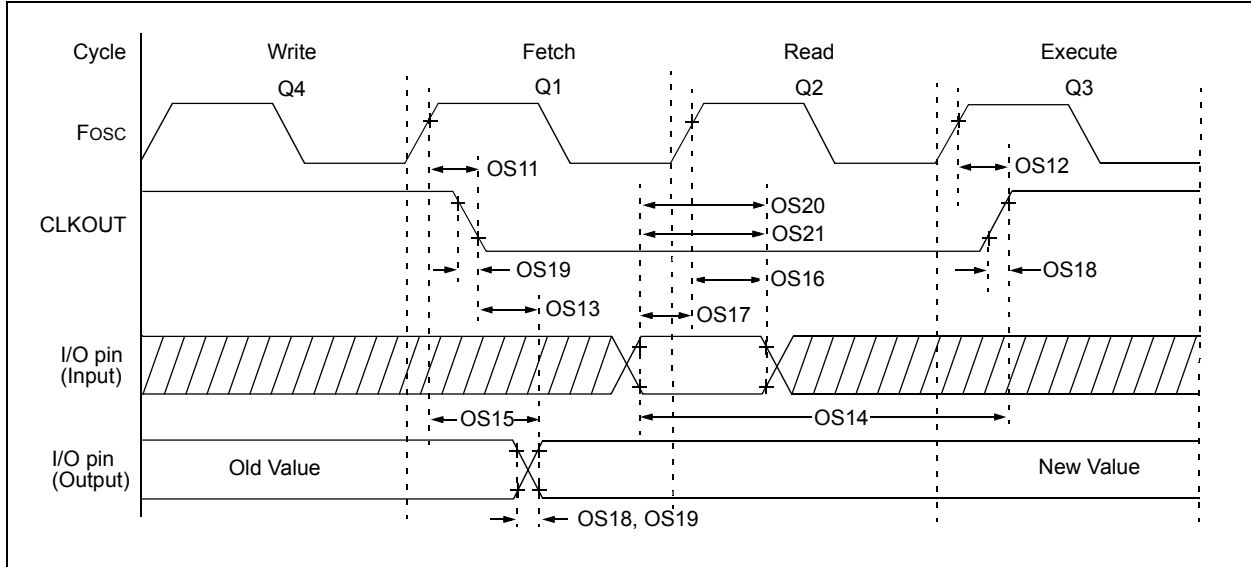 Cycle Write Fetch Read Execute
Q4 Q1 Q2 Q3
FOSC
OS11 OS12
OS20
CLKOUT
OS21
OS19 OS16 OS18
OS13 OS17
I/O pin
(Input)
OS15 OS14
I/O pin
(Output)
Old Value New Value
OS18, OS19